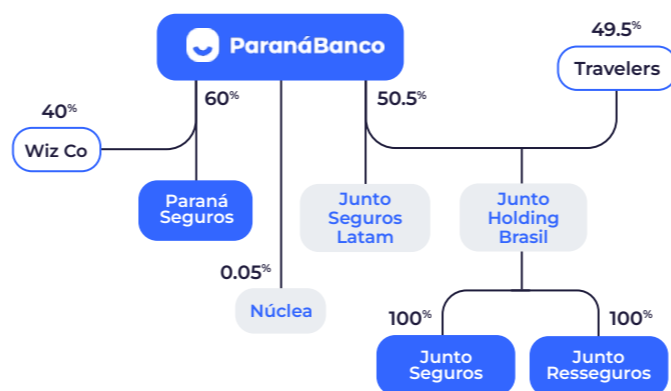 ParanáBanco
49.5%
Travelers
40%
60%
50.5%
Wiz Co
Paraná
Seguros
Junto
Seguros
Latam
Junto
Holding
Brasil
0.05%
Núclea
100%
100%
Junto
Seguros
Junto
Resseguros